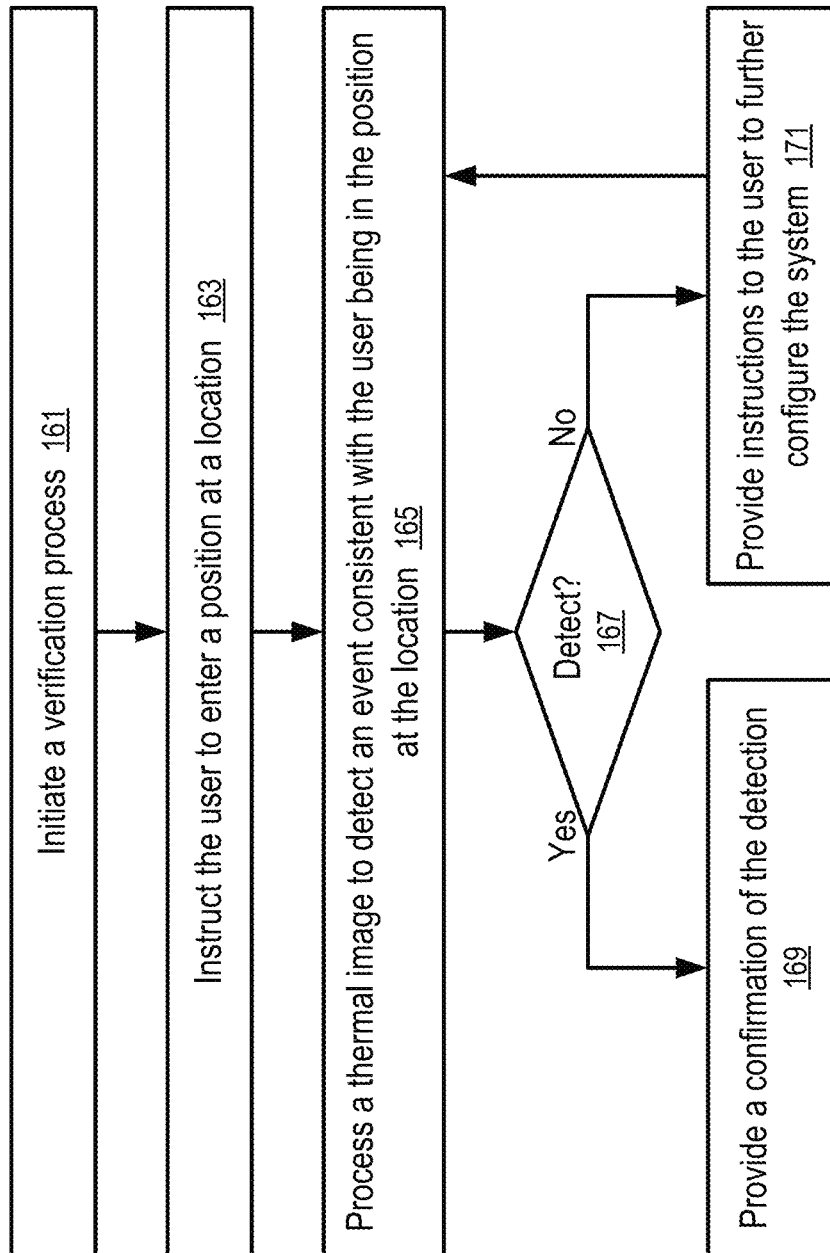 Initiate a verification process 161
Instruct the user to enter a position at a location 163
Process a thermal image to detect an event consistent with the user being in the position
at the location 165
Detect?
167
Yes
No
Provide a confirmation of the detection
169
Provide instructions to the user to further
configure the system 171